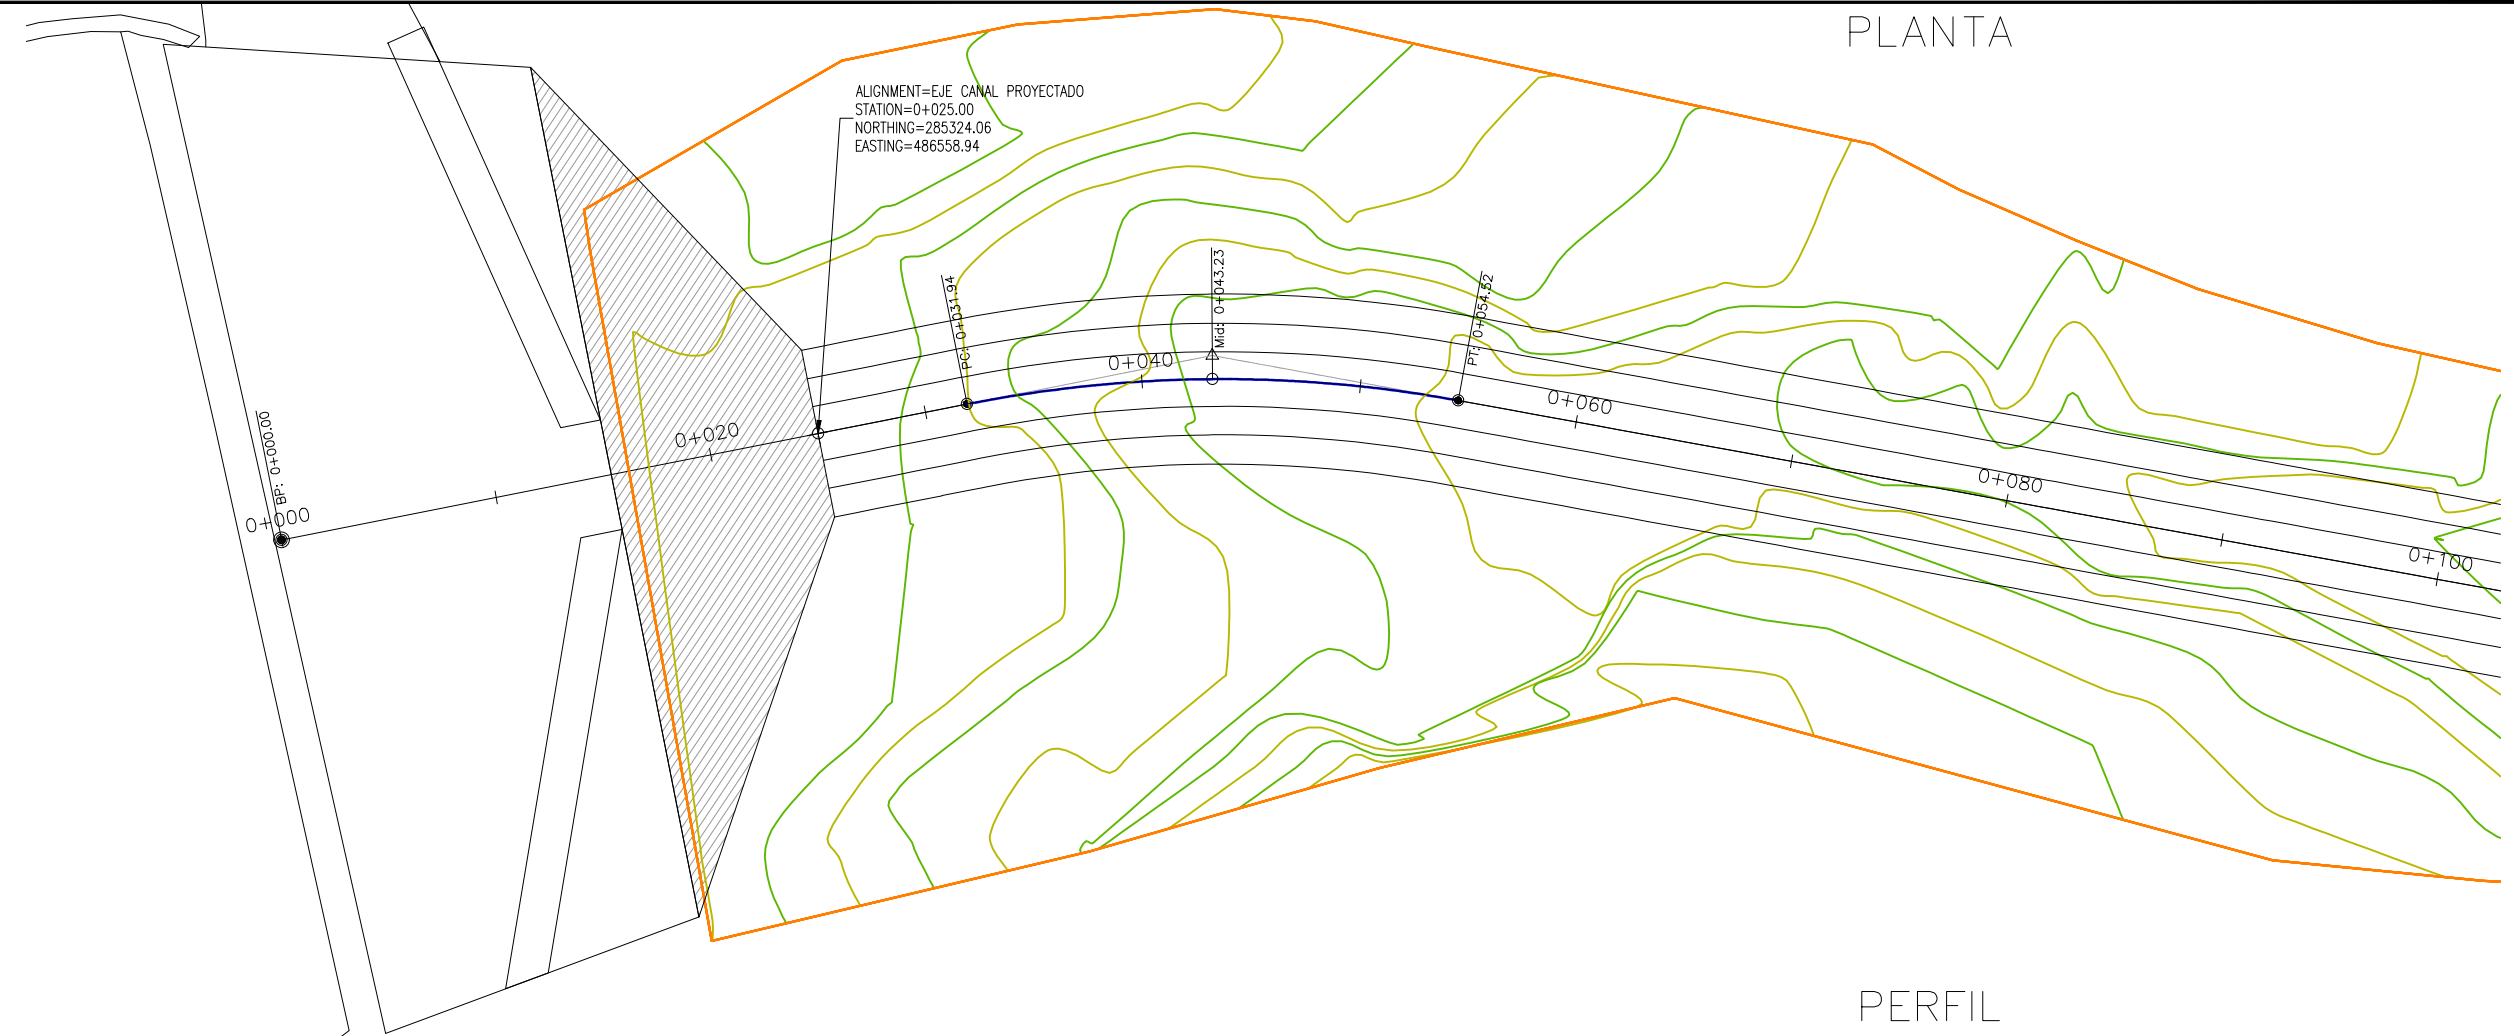 PLANTA
ALIGNMENT=EJE CANAL PROYECTADO
STATION=0+025.00
NORTHING=285324.06
EASTING=486558.94
BP: 0+000.00
0+000
0+020
PC: 0+031.94
0+040
Mid: 0+043.23
PT: 0+054.52
0+060
0+080
0+100
PERFIL